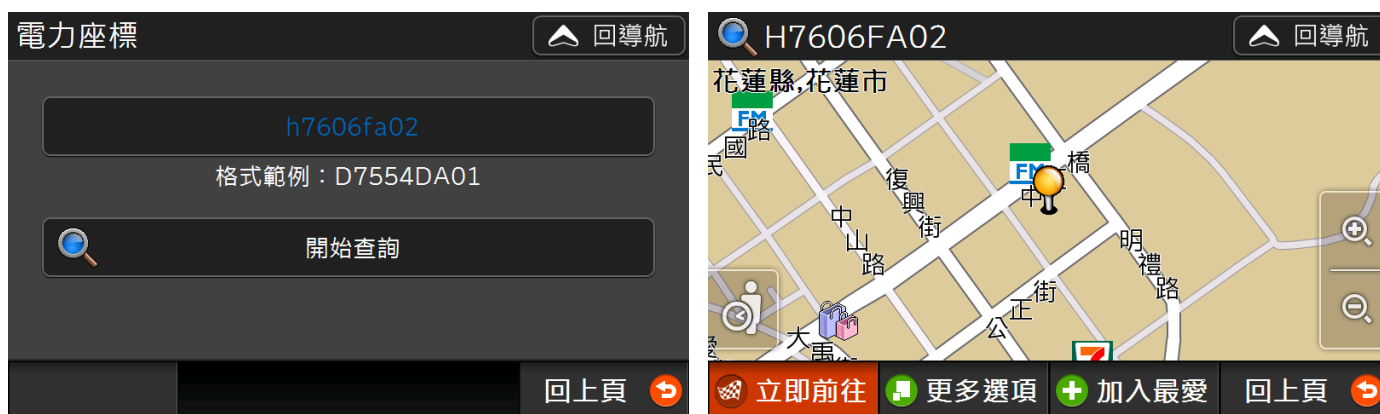 電力座標
回導航
h7606fa02
格式範例：D7554DA01
開始查詢
回上頁
H7606FA02
回導航
花蓮縣,花蓮市
FM
路
國
民
FM
橋
中
復興街
中山路
明禮路
公正街
大禹街
7
立即前往
更多選項
加入最愛
回上頁